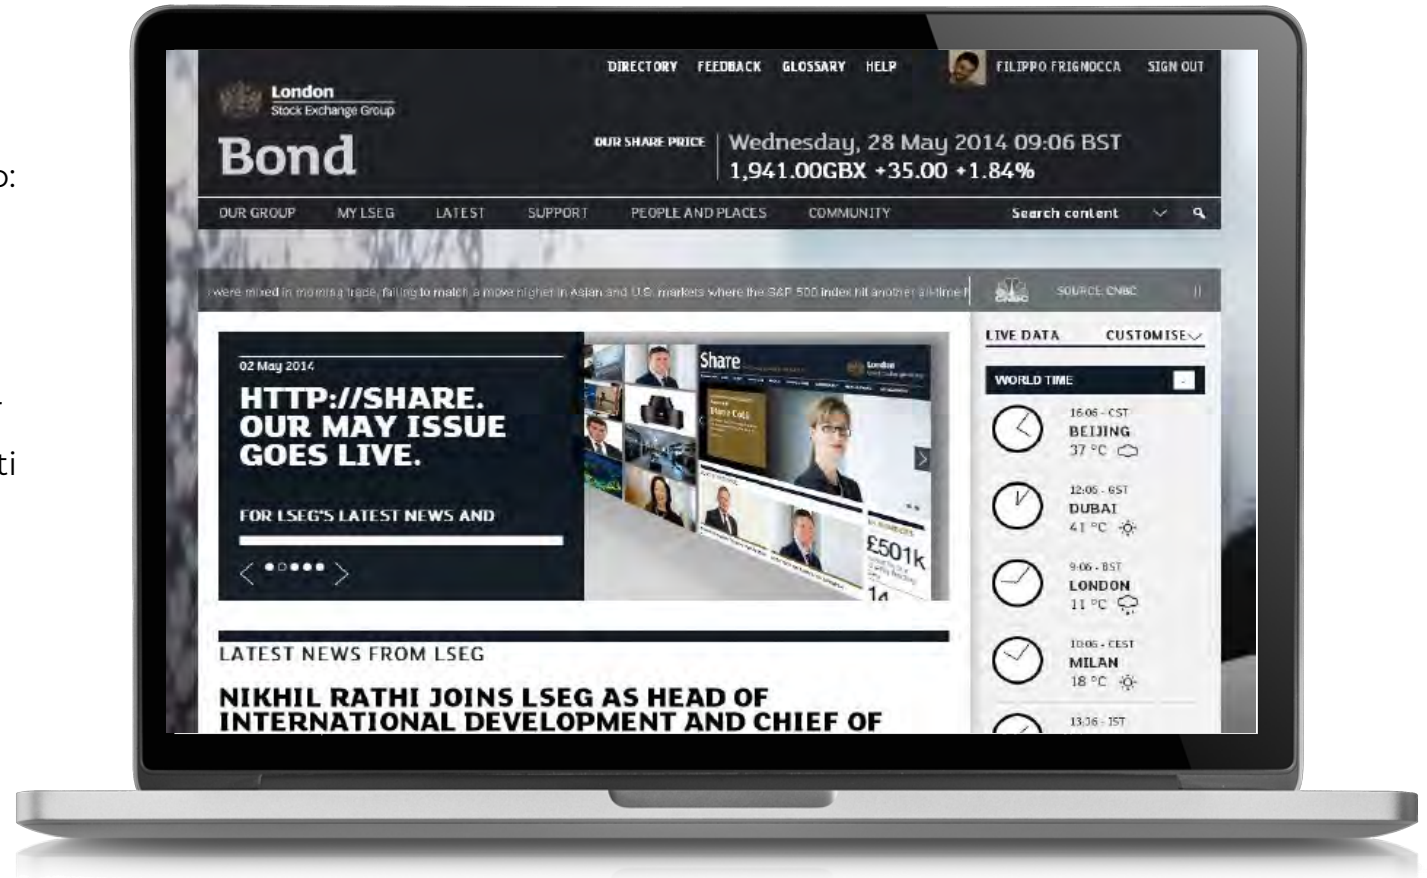 o:
ti
DIRECTORY FEEDBACK GLOSSARY HELP FILIPPO FRIGNOCCA SIGN OUT
London
Stock Exchange Group
Bond
OUR SHARE PRICE
Wednesday, 28 May 2014 09:06 BST
1,941.00GBX +35.00 +1.84%
OUR GROUP MY LSEG LATEST SUPPORT PEOPLE AND PLACES COMMUNITY Search content
were mixed in morning trade, failing to match a move higher in Asian and U.S. markets where the S&P 500 index hit another all-time
CNBC SOURCE: CNBC
LIVE DATA CUSTOMISE
WORLD TIME
02 May 2014
HTTP://SHARE.
OUR MAY ISSUE
GOES LIVE.
FOR LSEG'S LATEST NEWS AND
Share
London
£501k
14
16:06 - CST
BEIJING
37 °C
12:06 - GST
DUBAI
41 °C
9:06 - BST
LONDON
11 °C
10:06 - CEST
MILAN
18 °C
13:36 - IST
LATEST NEWS FROM LSEG
NIKHIL RATHI JOINS LSEG AS HEAD OF
INTERNATIONAL DEVELOPMENT AND CHIEF OF